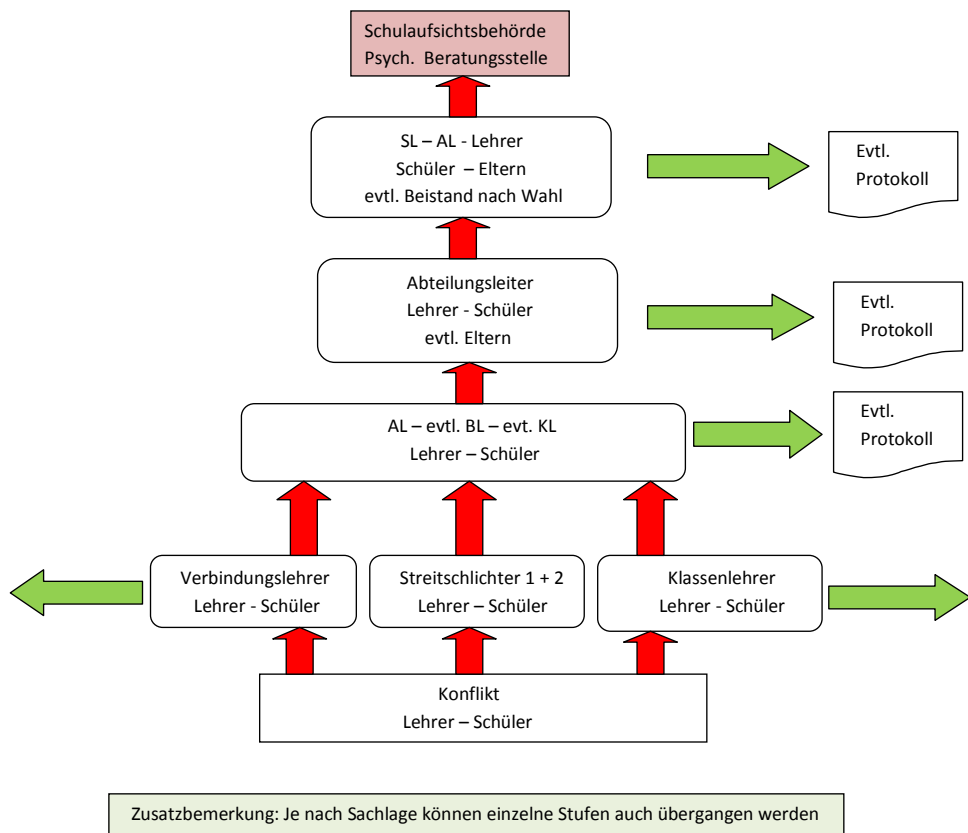 Schulaufsichtsbehörde
Psych. Beratungsstelle
SL – AL - Lehrer
Schüler – Eltern
evtl. Beistand nach Wahl
Evtl.
Protokoll
Abteilungsleiter
Lehrer - Schüler
evtl. Eltern
Evtl.
Protokoll
AL – evtl. BL – evt. KL
Lehrer – Schüler
Evtl.
Protokoll
Verbindungslehrer
Lehrer - Schüler
Streitschlichter 1 + 2
Lehrer – Schüler
Klassenlehrer
Lehrer - Schüler
Konflikt
Lehrer – Schüler
Zusatzbemerkung: Je nach Sachlage können einzelne Stufen auch übergangen werden